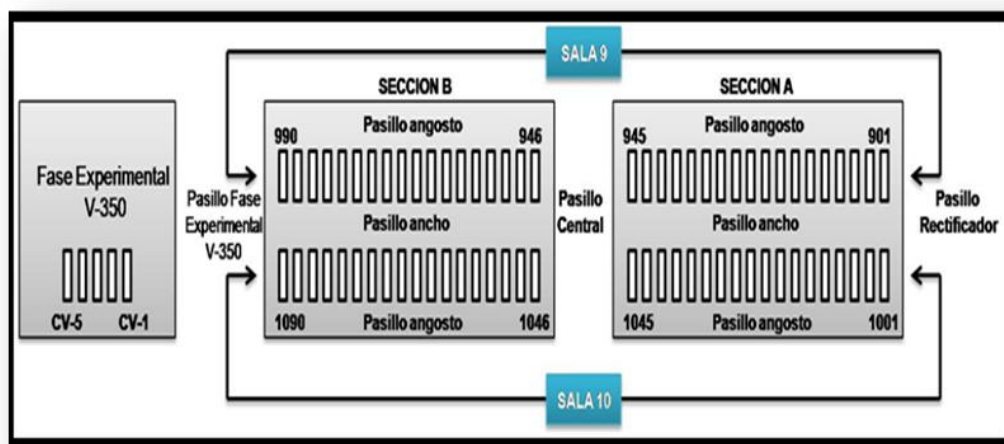 SALA 9
SECCION B
SECCION A
Pasillo angosto
990
946
Pasillo angosto
945
901
Fase Experimental
V-350
Pasillo Fase
Experimental
V-350
Pasillo ancho
Pasillo
Central
Pasillo ancho
Pasillo
Rectificador
CV-5
CV-1
1090
Pasillo angosto
1046
1045
Pasillo angosto
1001
SALA 10